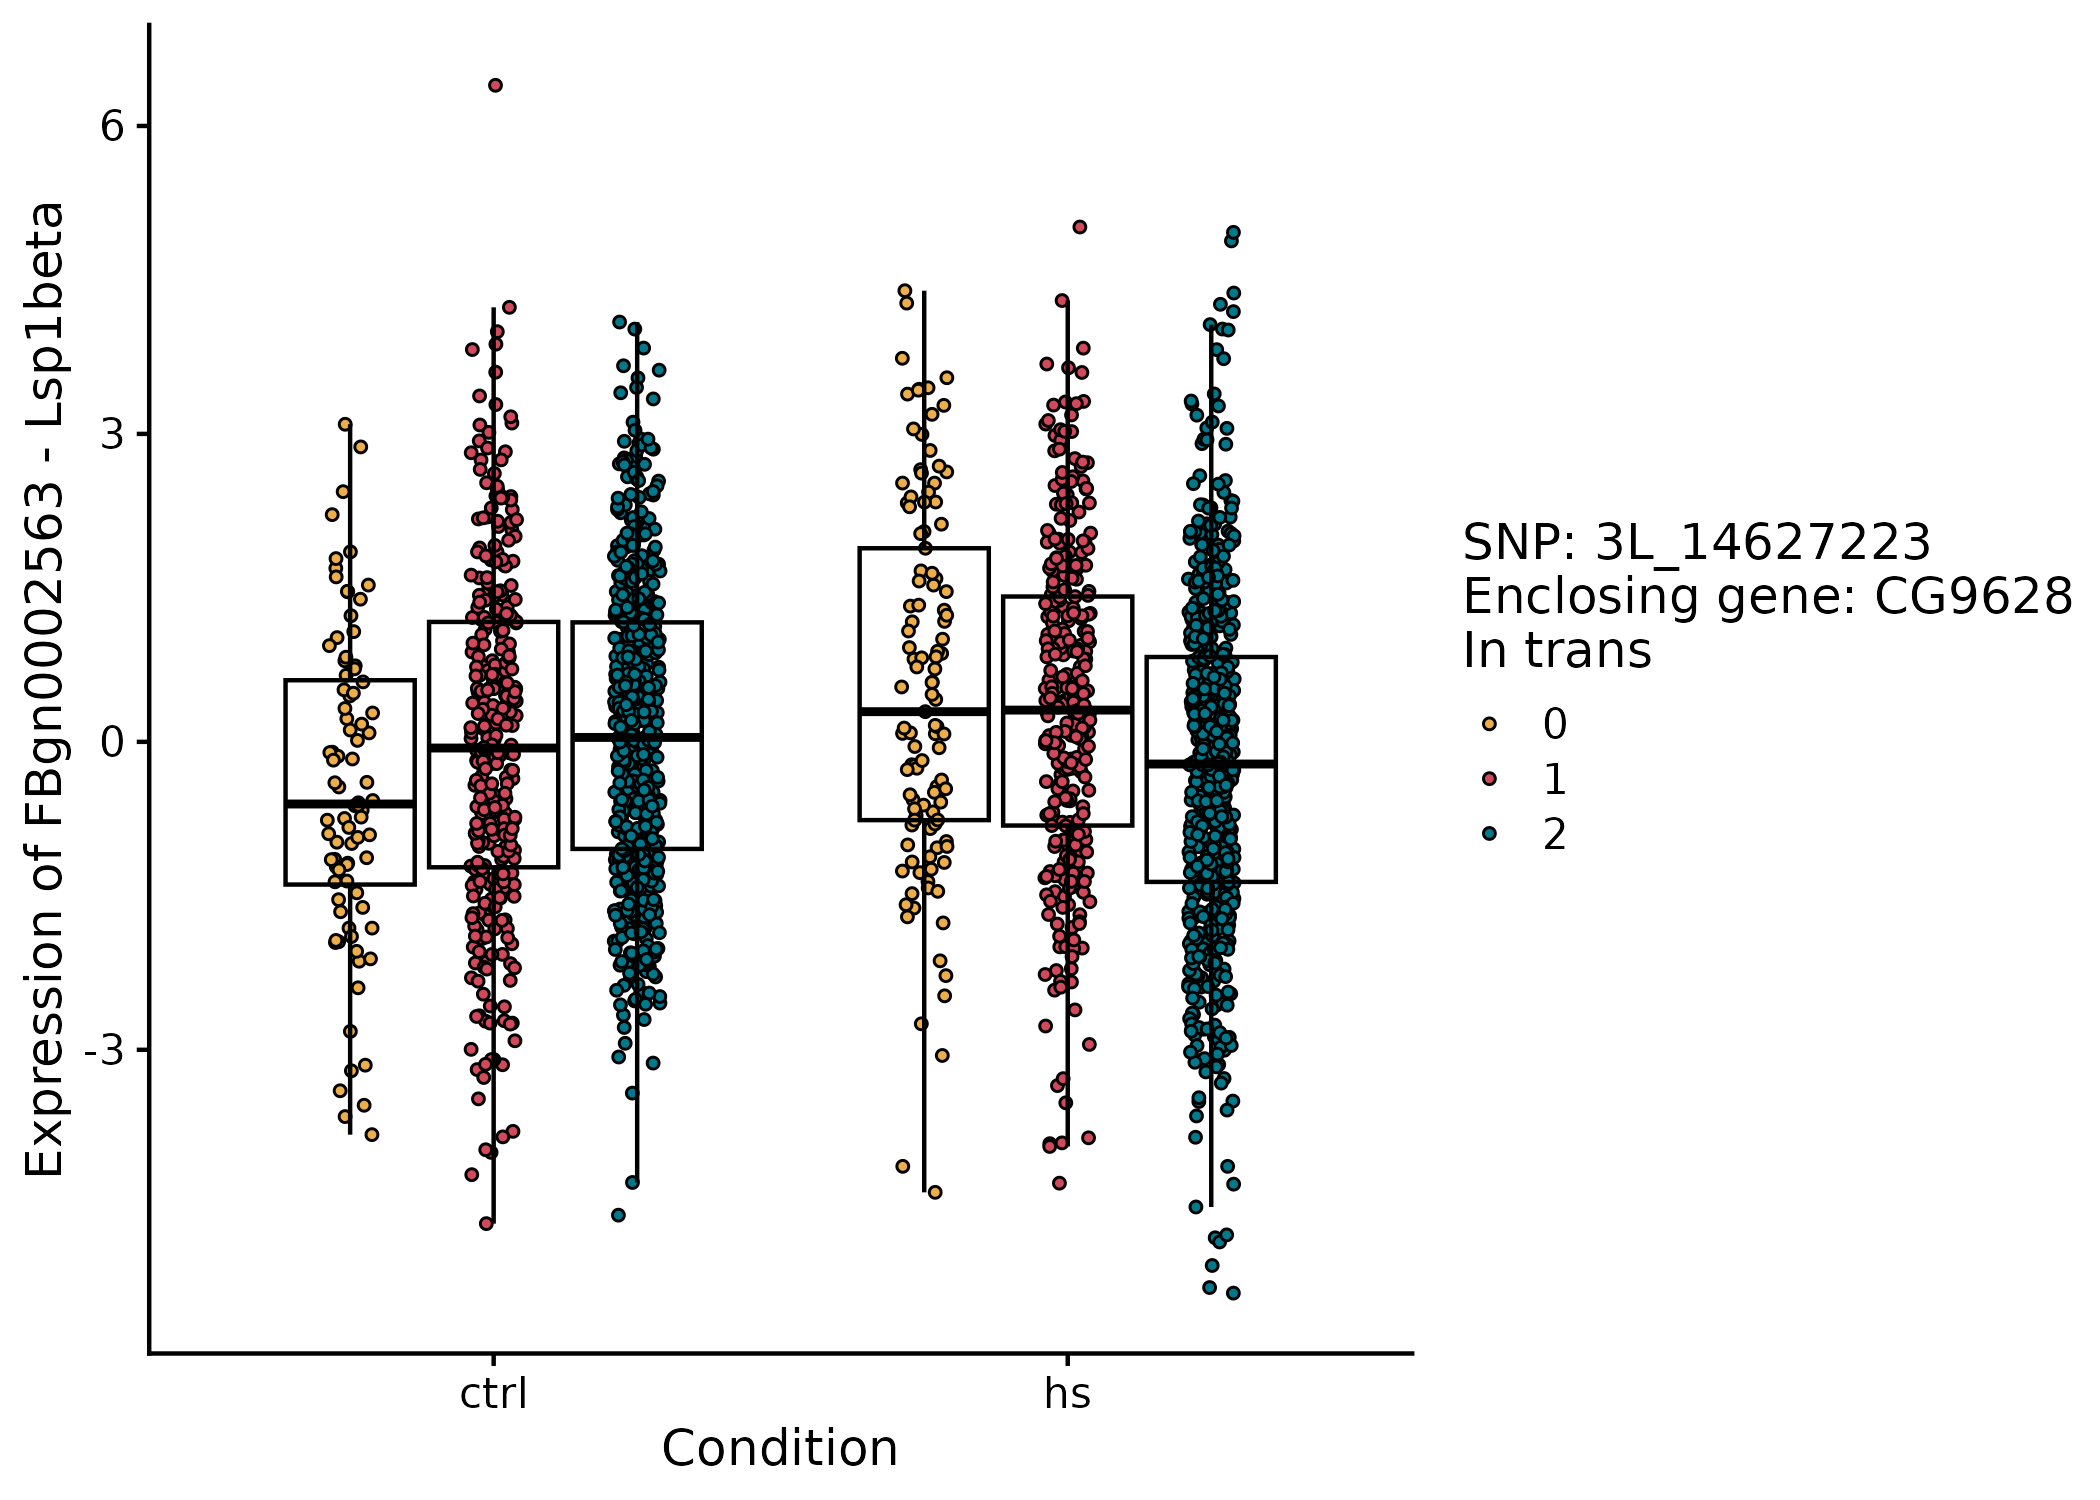 Expression of FBgn0002563 - Lsp1beta
6
3
0
-3
ctrl
hs
Condition
SNP: 3L_14627223
Enclosing gene: CG9628
In trans
0
1
2